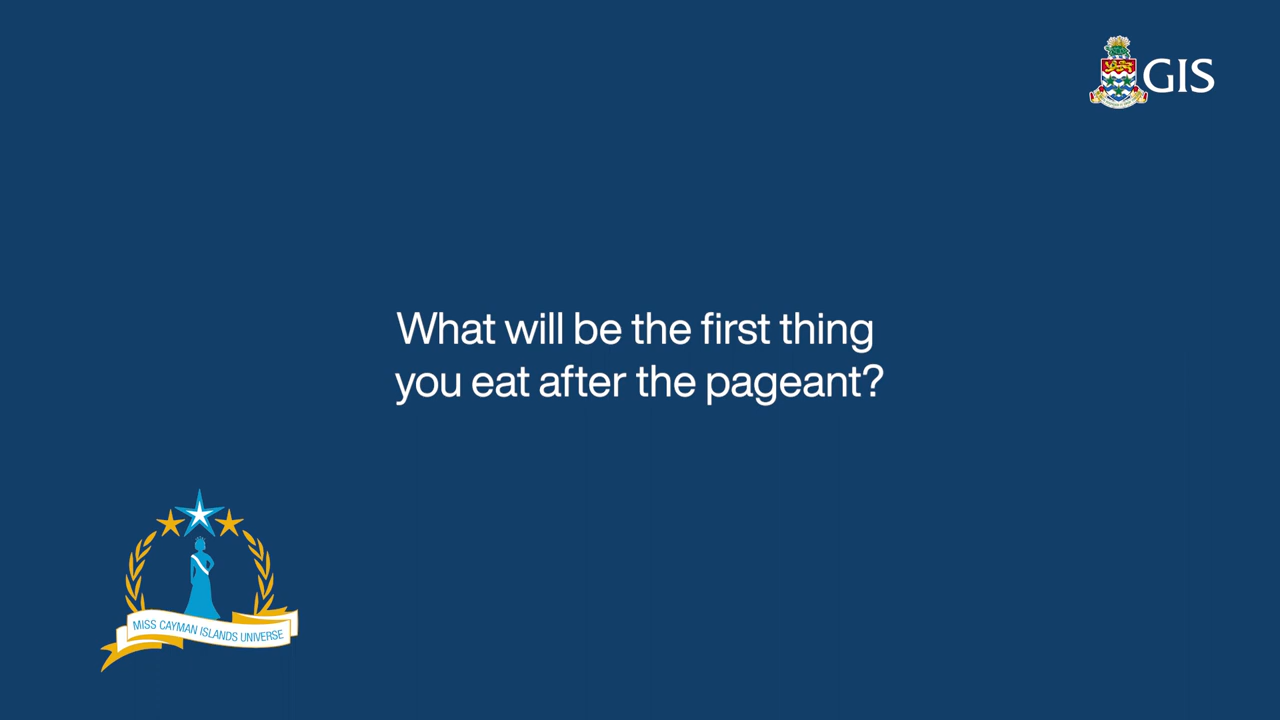 GIS
What will be the first thing
you eat after the pageant?
MISS CAYMAN ISLANDS UNIVERSE